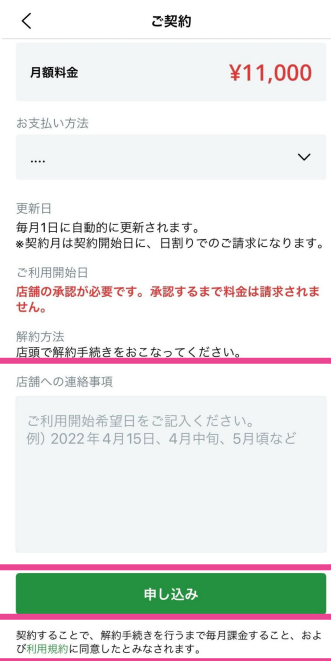 ご契約
月額料金 ¥11,000
お支払い方法
....
更新日
毎月1日に自動的に更新されます。
*契約月は契約開始日に、日割りでのご請求になります。
ご利用開始日
店舗の承認が必要です。承認するまで料金は請求されま
せん。
解約方法
店頭で解約手続きをおこなってください。
店舗への連絡事項
ご利用開始希望日をご記入ください。
例) 2022年4月15日、4月中旬、5月頃など
申し込み
契約することで、解約手続きを行うまで毎月課金すること、およ
び利用規約に同意したとみなされます。